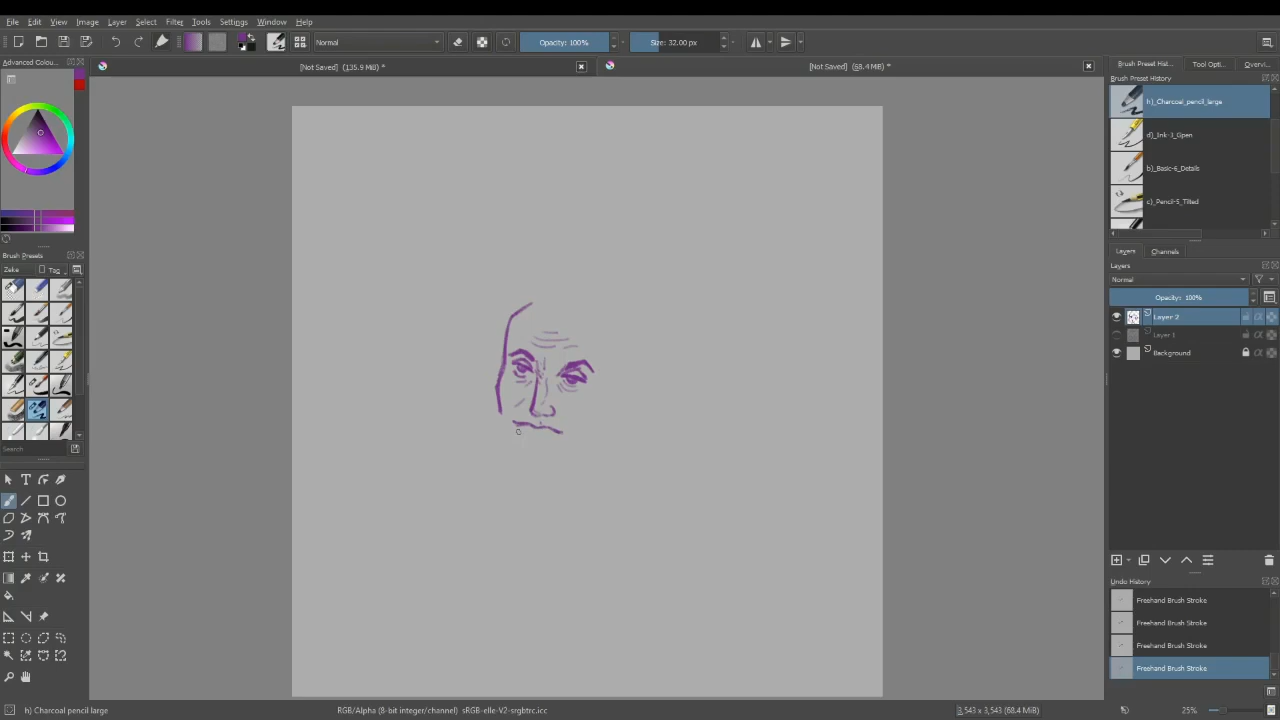 File Edit View Image Layer Select Filter Tools Settings Window Help
Normal Opacity: 100% Size: 32.00 px
Advanced Colou...
[Not Saved] (135.9 MiB) *
[Not Saved] (68.4 MiB) *
Brush Preset Hist... Tool Opti... Overvi...
Brush Preset History
h)_Charcoal_pencil_large
d)_Ink-3_Gpen
b)_Basic-6_Details
c)_Pencil-5_Tilted
Layers Channels
Layers
Normal
Opacity: 100%
Layer 2
Layer 1
Background
Brush Presets
Zeke Tag
Search
Undo History
Freehand Brush Stroke
Freehand Brush Stroke
Freehand Brush Stroke
Freehand Brush Stroke
h) Charcoal pencil large
RGB/Alpha (8-bit integer/channel) sRGB-elle-V2-srgbtrc.icc
3,543 x 3,543 (68.4 MiB)
25%